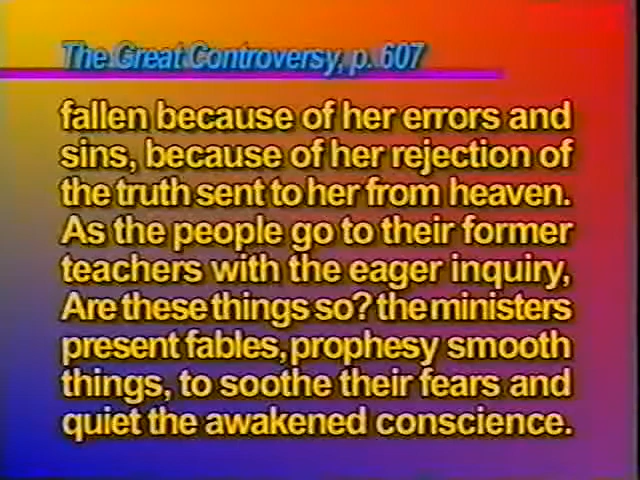 The Great Controversy, p. 607
fallen because of her errors and
sins, because of her rejection of
the truth sent to her from heaven.
As the people go to their former
teachers with the eager inquiry,
Are these things so? the ministers
present fables, prophesy smooth
things, to soothe their fears and
quiet the awakened conscience.